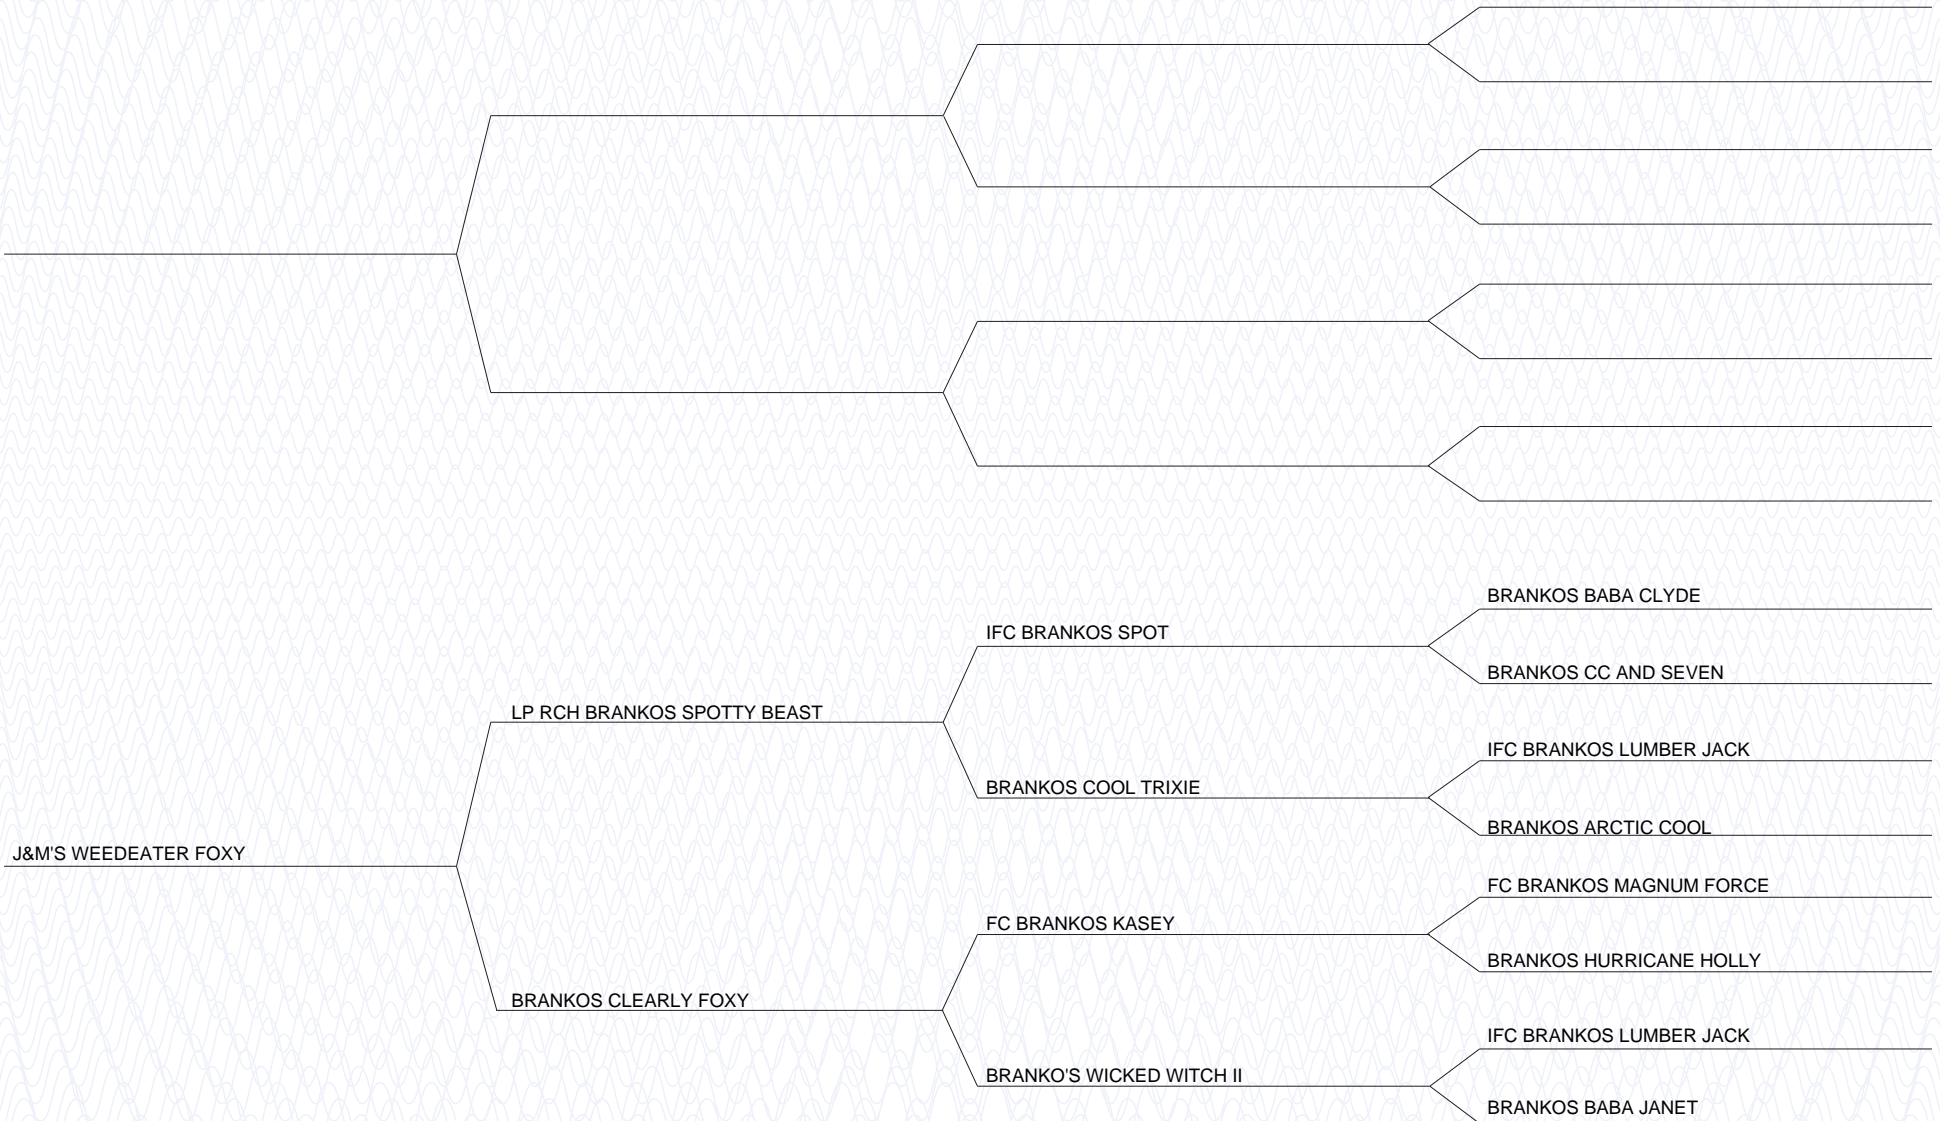 BRANKOS BABA CLYDE
IFC BRANKOS SPOT
BRANKOS CC AND SEVEN
LP RCH BRANKOS SPOTTY BEAST
IFC BRANKOS LUMBER JACK
BRANKOS COOL TRIXIE
BRANKOS ARCTIC COOL
J&M'S WEEDEATER FOXY
FC BRANKOS MAGNUM FORCE
FC BRANKOS KASEY
BRANKOS HURRICANE HOLLY
BRANKOS CLEARLY FOXY
IFC BRANKOS LUMBER JACK
BRANKO'S WICKED WITCH II
BRANKOS BABA JANET